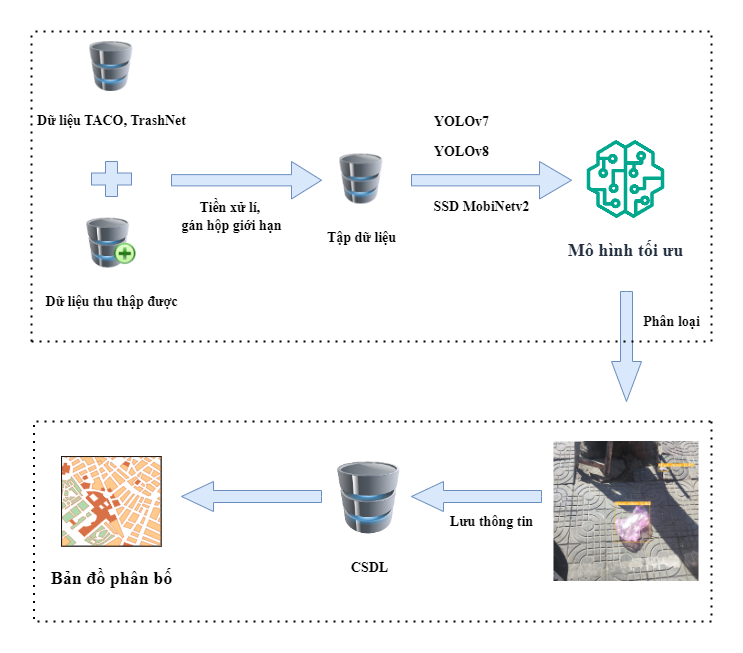 Dữ liệu TACO, TrashNet
Dữ liệu thu thập được
Tiền xử lí,
gán hộp giới hạn
Tập dữ liệu
YOLOv7
YOLOv8
SSD MobiNetv2
Mô hình tối ưu
Phân loại
Lưu thông tin
CSDL
Bản đồ phân bố